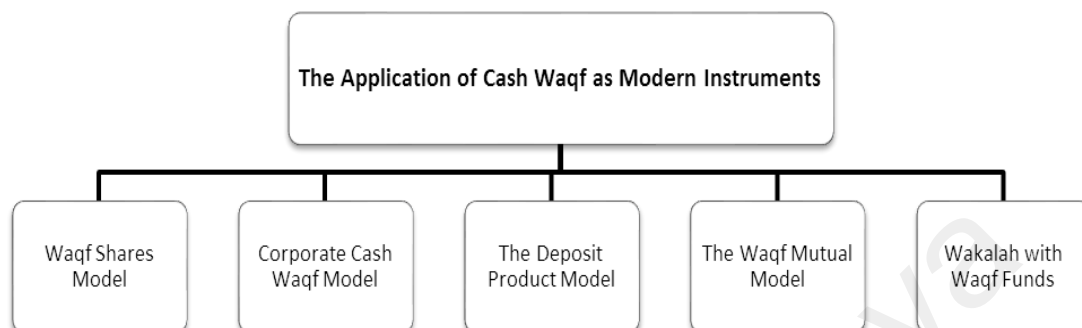 The Application of Cash Waqf as Modern Instruments
Waqf Shares
Model
Corporate Cash
Waqf Model
The Deposit
Product Model
The Waqf Mutual
Model
Wakalah with
Waqf Funds